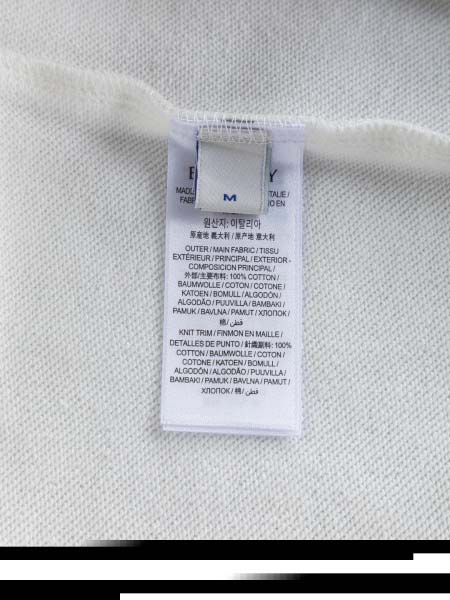 M
원산지: 이탈리아
原産地 義大利 / 原产地 意大利
OUTER / MAIN FABRIC / TISSU
EXTÉRIEUR / PRINCIPAL / EXTERIOR -
COMPOSICION PRINCIPAL /
外部/主要布料: 100% COTTON /
BAUMWOLLE / COTON / COTONE /
KATOEN / BOMULL / ALGODÓN /
ALGODÃO / PUUVILLA / BAMBAKI /
PAMUK / BAVLNA / PAMUT / ХЛОПОК /
棉/ قطن /
KNIT TRIM / FINMON EN MAILLE /
DETALLES DE PUNTO / 針織顏料: 100%
COTTON / BAUMWOLLE / COTON /
COTONE / KATOEN / BOMULL /
ALGODÓN / ALGODÃO / PUUVILLA /
BAMBAKI / PAMUK / BAVLNA / PAMUT /
ХЛОПОК / 棉/ قطن /